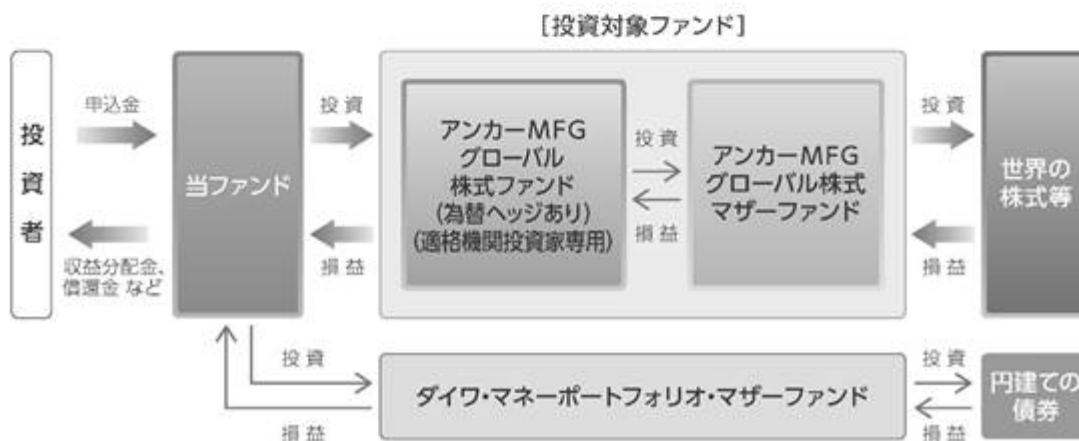 [投資対象ファンド]
投資者
申込金
収益分配金、
償還金 など
当ファンド
投資
損益
アンカーMFG
グローバル
株式ファンド
(為替ヘッジあり)
(適格機関投資家専用)
投資
損益
アンカーMFG
グローバル株式
マザーファンド
投資
損益
世界の
株式等
投資
損益
ダイワ・マネーポートフォリオ・マザーファンド
投資
損益
円建ての
債券